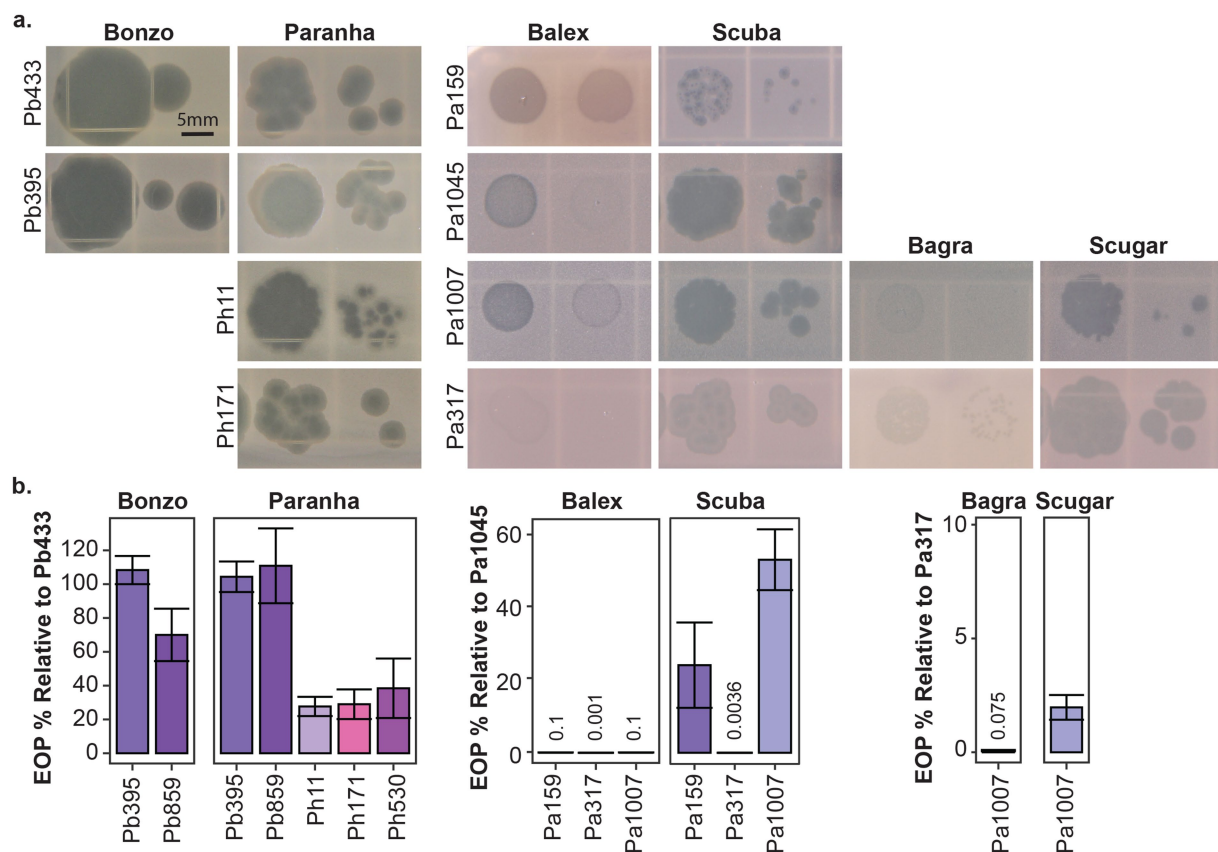 a.
Bonzo Paranha Balex Scuba
Pb433 5mm Pa159
Pb395 Pa1045
Bagra Scugar
Ph11 Pa1007
Ph171 Pa317
b.
Bonzo Paranha Balex Scuba Bagra Scugar
EOP % Relative to Pb433
120
100
80
60
40
20
0
Pb395 Pb859 Pb395 Pb859 Ph11 Ph171 Ph530
EOP % Relative to Pa1045
60
40
20
0
0.1 0.001 0.1 0.0036
Pa159 Pa317 Pa1007 Pa159 Pa317 Pa1007
EOP % Relative to Pa317
10
5
0
0.075
Pa1007 Pa1007